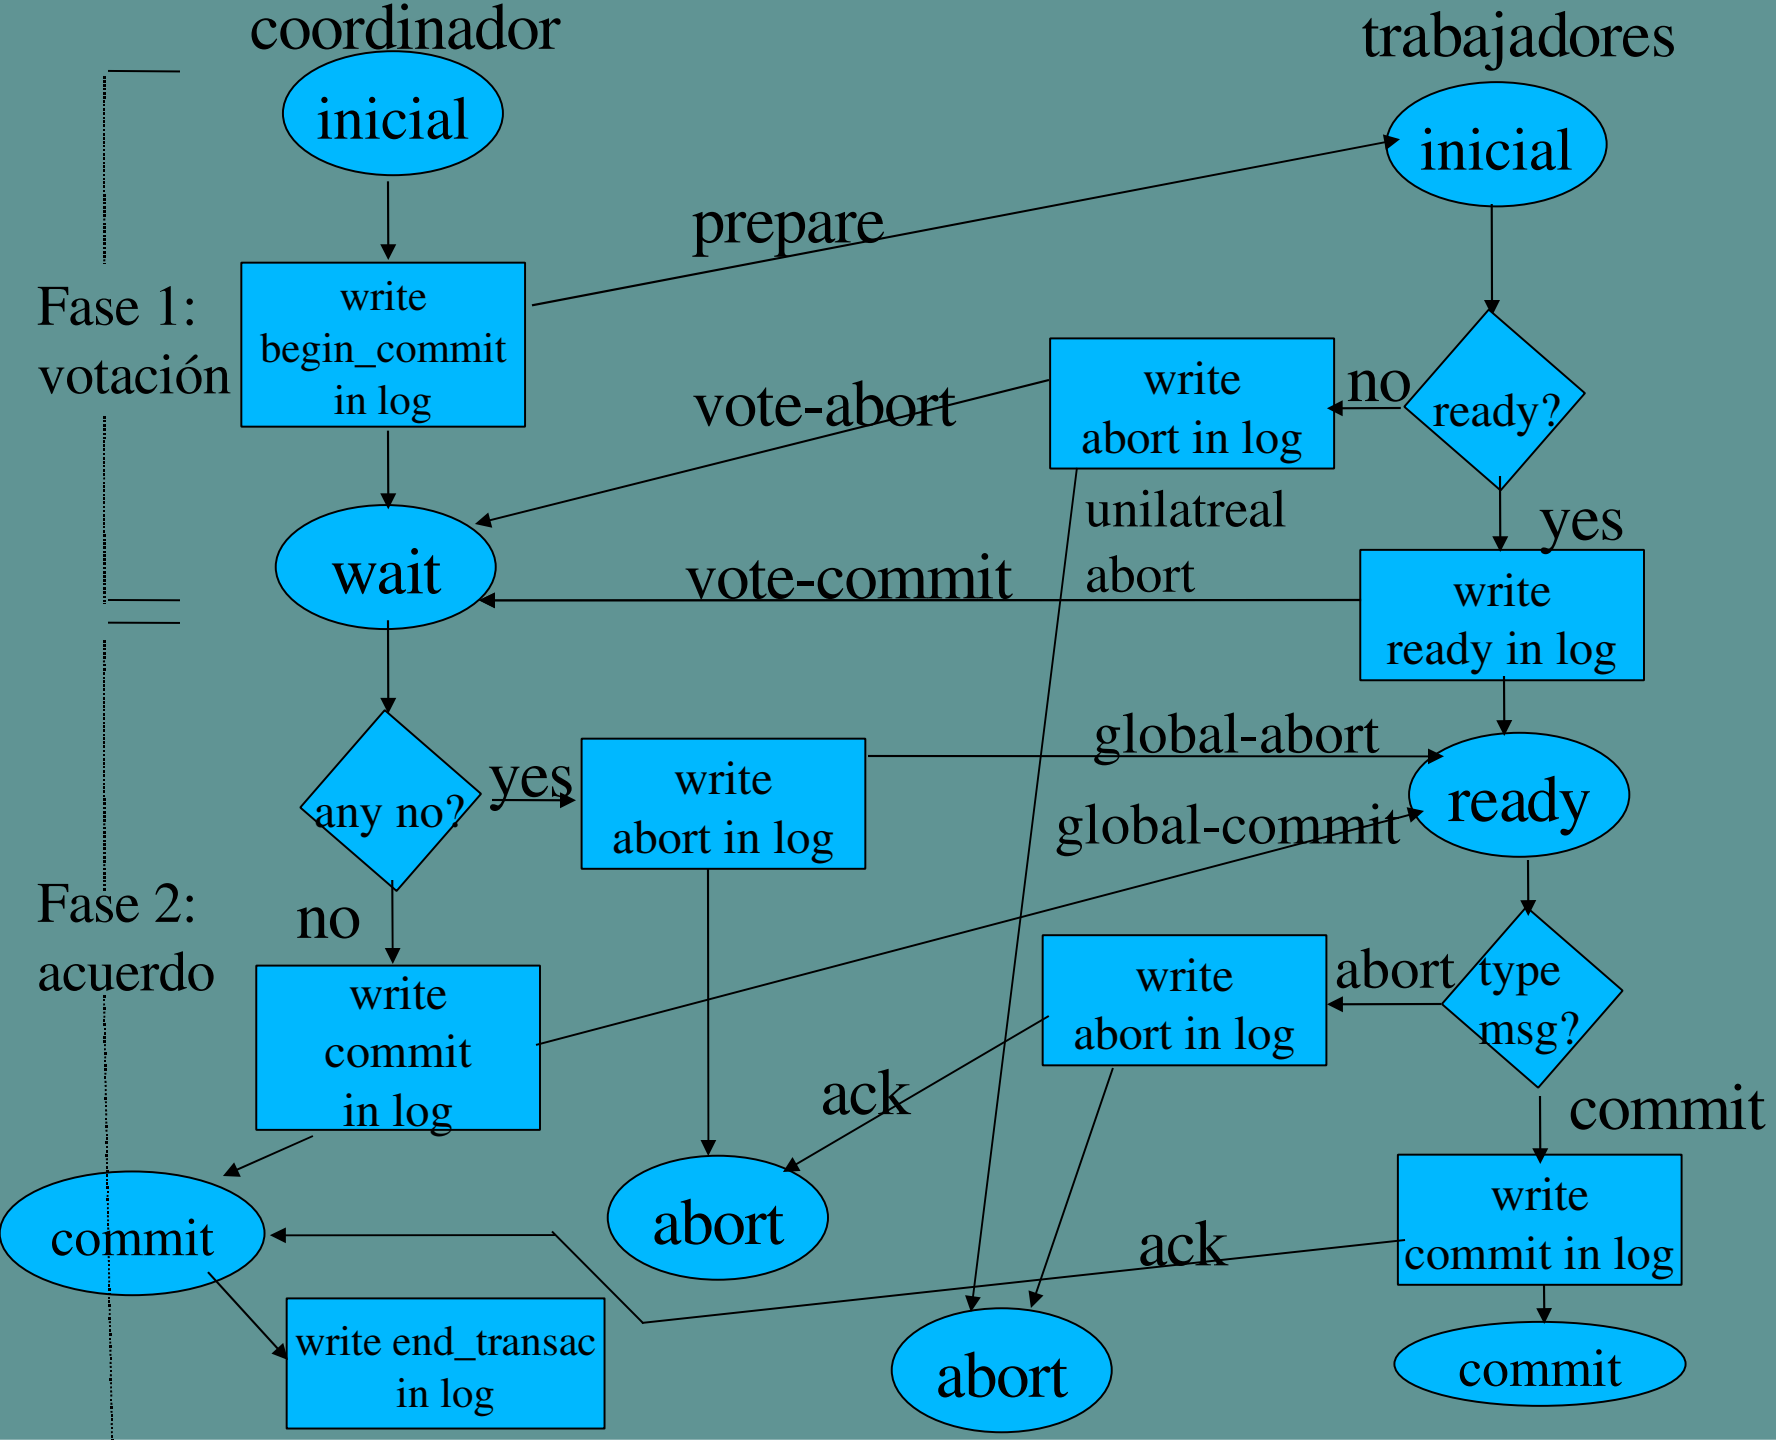 coordinador
trabajadores
inicial
inicial
prepare
write
begin_commit
in log
Fase 1:
votación
write
abort in log
no
ready?
vote-abort
unilatreal
abort
yes
wait
vote-commit
write
ready in log
global-abort
any no?
yes
write
abort in log
ready
global-commit
no
Fase 2:
acuerdo
write
commit
in log
write
abort in log
abort
type
msg?
ack
commit
commit
abort
ack
write
commit in log
write end_transac
in log
abort
commit